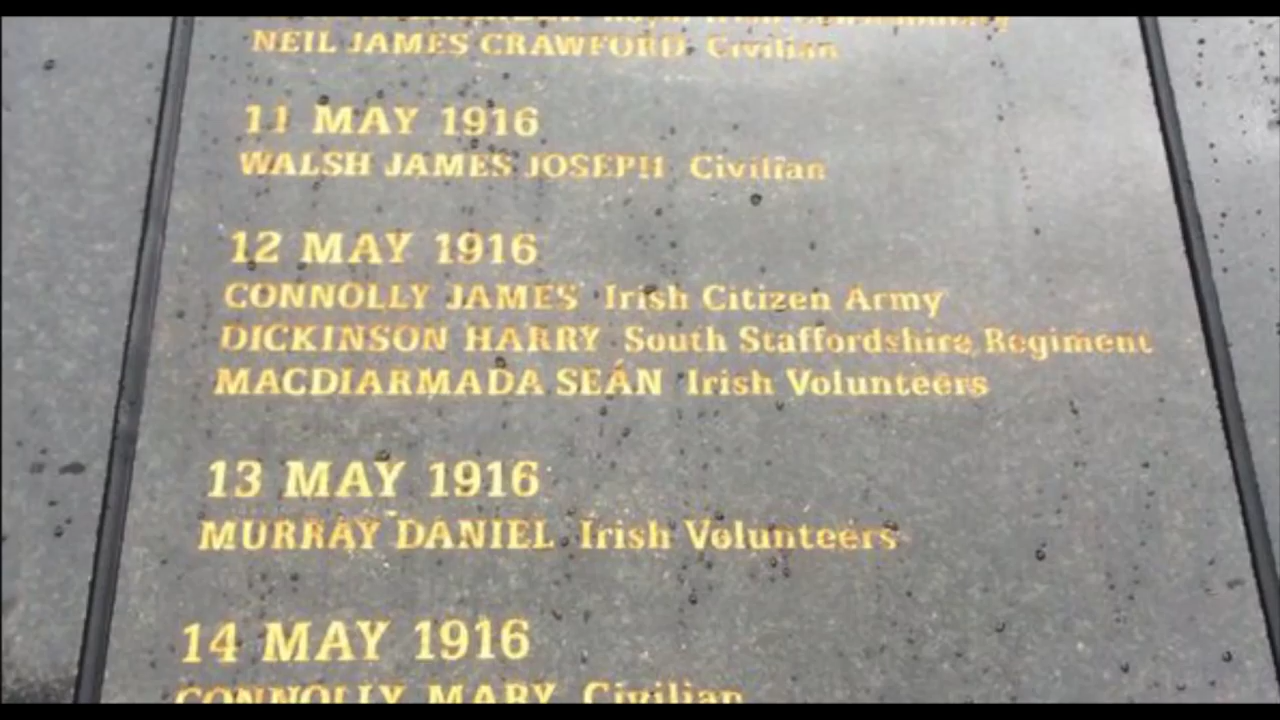 NEIL JAMES CRAWFORD Civilian
11 MAY 1916
WALSH JAMES JOSEPH Civilian
12 MAY 1916
CONNOLLY JAMES Irish Citizen Army
DICKINSON HARRY South Staffordshire Regiment
MACDIARMADA SEÁN Irish Volunteers
13 MAY 1916
MURRAY DANIEL Irish Volunteers
14 MAY 1916
CONNOLLY MARY Civilian